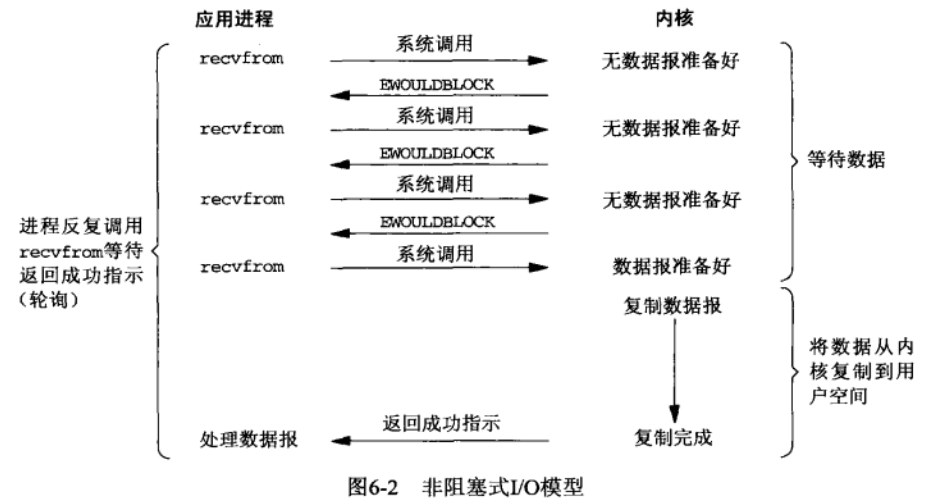 应用进程
内核
recvfrom
系统调用
无数据报准备好
EWOULDBLOCK
recvfrom
系统调用
无数据报准备好
EWOULDBLOCK
recvfrom
系统调用
无数据报准备好
EWOULDBLOCK
recvfrom
系统调用
数据报准备好
等待数据
进程反复调用
recvfrom等待
返回成功指示
(轮询)
复制数据报
将数据从内
核复制到用
户空间
处理数据报
返回成功指示
复制完成
图6-2 非阻塞式I/O模型